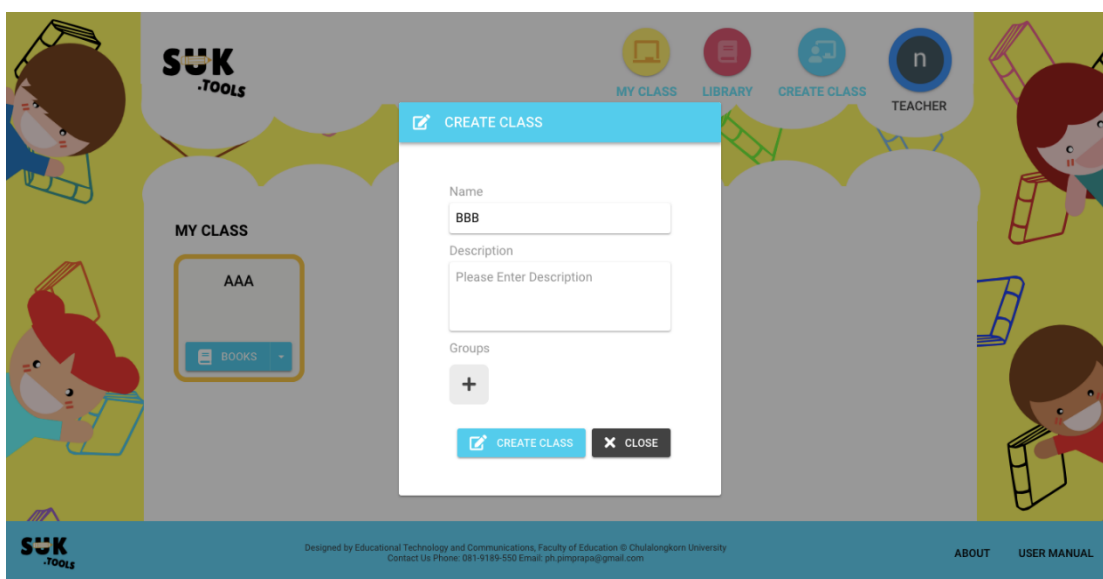 SUK
.TOOLS
MY CLASS
LIBRARY
CREATE CLASS
n
TEACHER
CREATE CLASS
Name
BBB
Description
Please Enter Description
Groups
+
CREATE CLASS
CLOSE
MY CLASS
AAA
BOOKS
SUK
.TOOLS
Designed by Educational Technology and Communications, Faculty of Education © Chulalongkorn University
Contact Us Phone: 081-9189-550 Email: ph.pimprapa@gmail.com
ABOUT
USER MANUAL